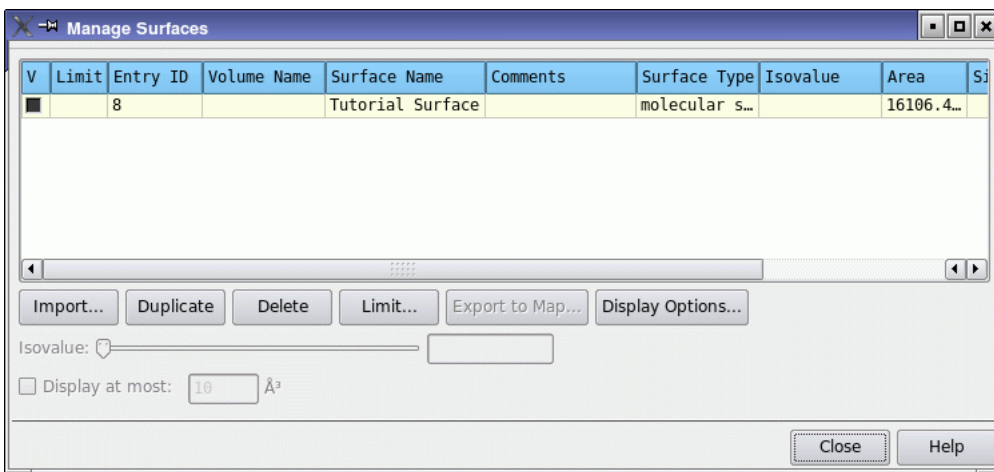 Manage Surfaces
V Limit Entry ID Volume Name Surface Name Comments Surface Type Isovalue Area Si
8 Tutorial Surface molecular s… 16106.4…
Import... Duplicate Delete Limit... Export to Map... Display Options...
Isovalue:
Display at most: 10 Å³
Close Help